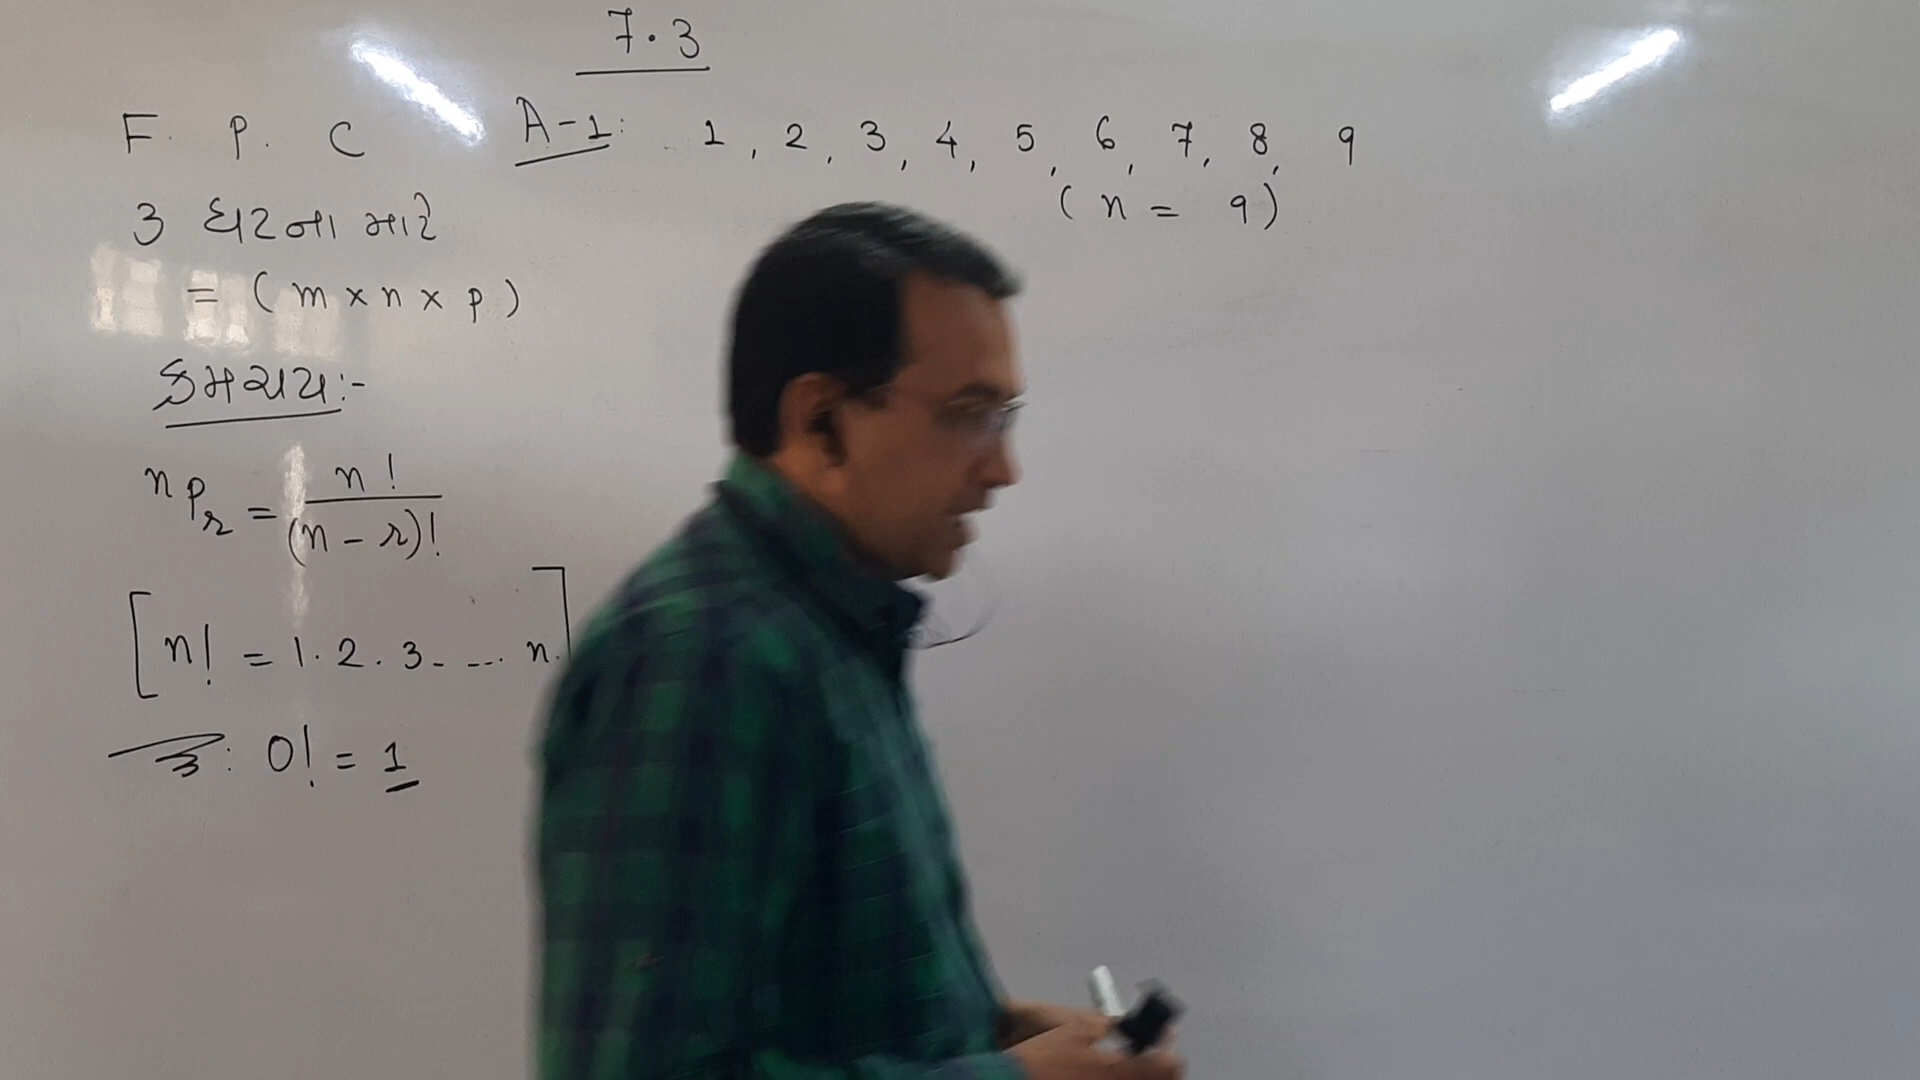 7.3
F. P. C
3 ઘટના માટે
= (m × n × p)
ક્રમચય:-
nPr = n! / (n - r)!
[n! = 1.2.3. ... n.]
: 0! = 1
A-1: 1, 2, 3, 4, 5, 6, 7, 8, 9
(n = 9)